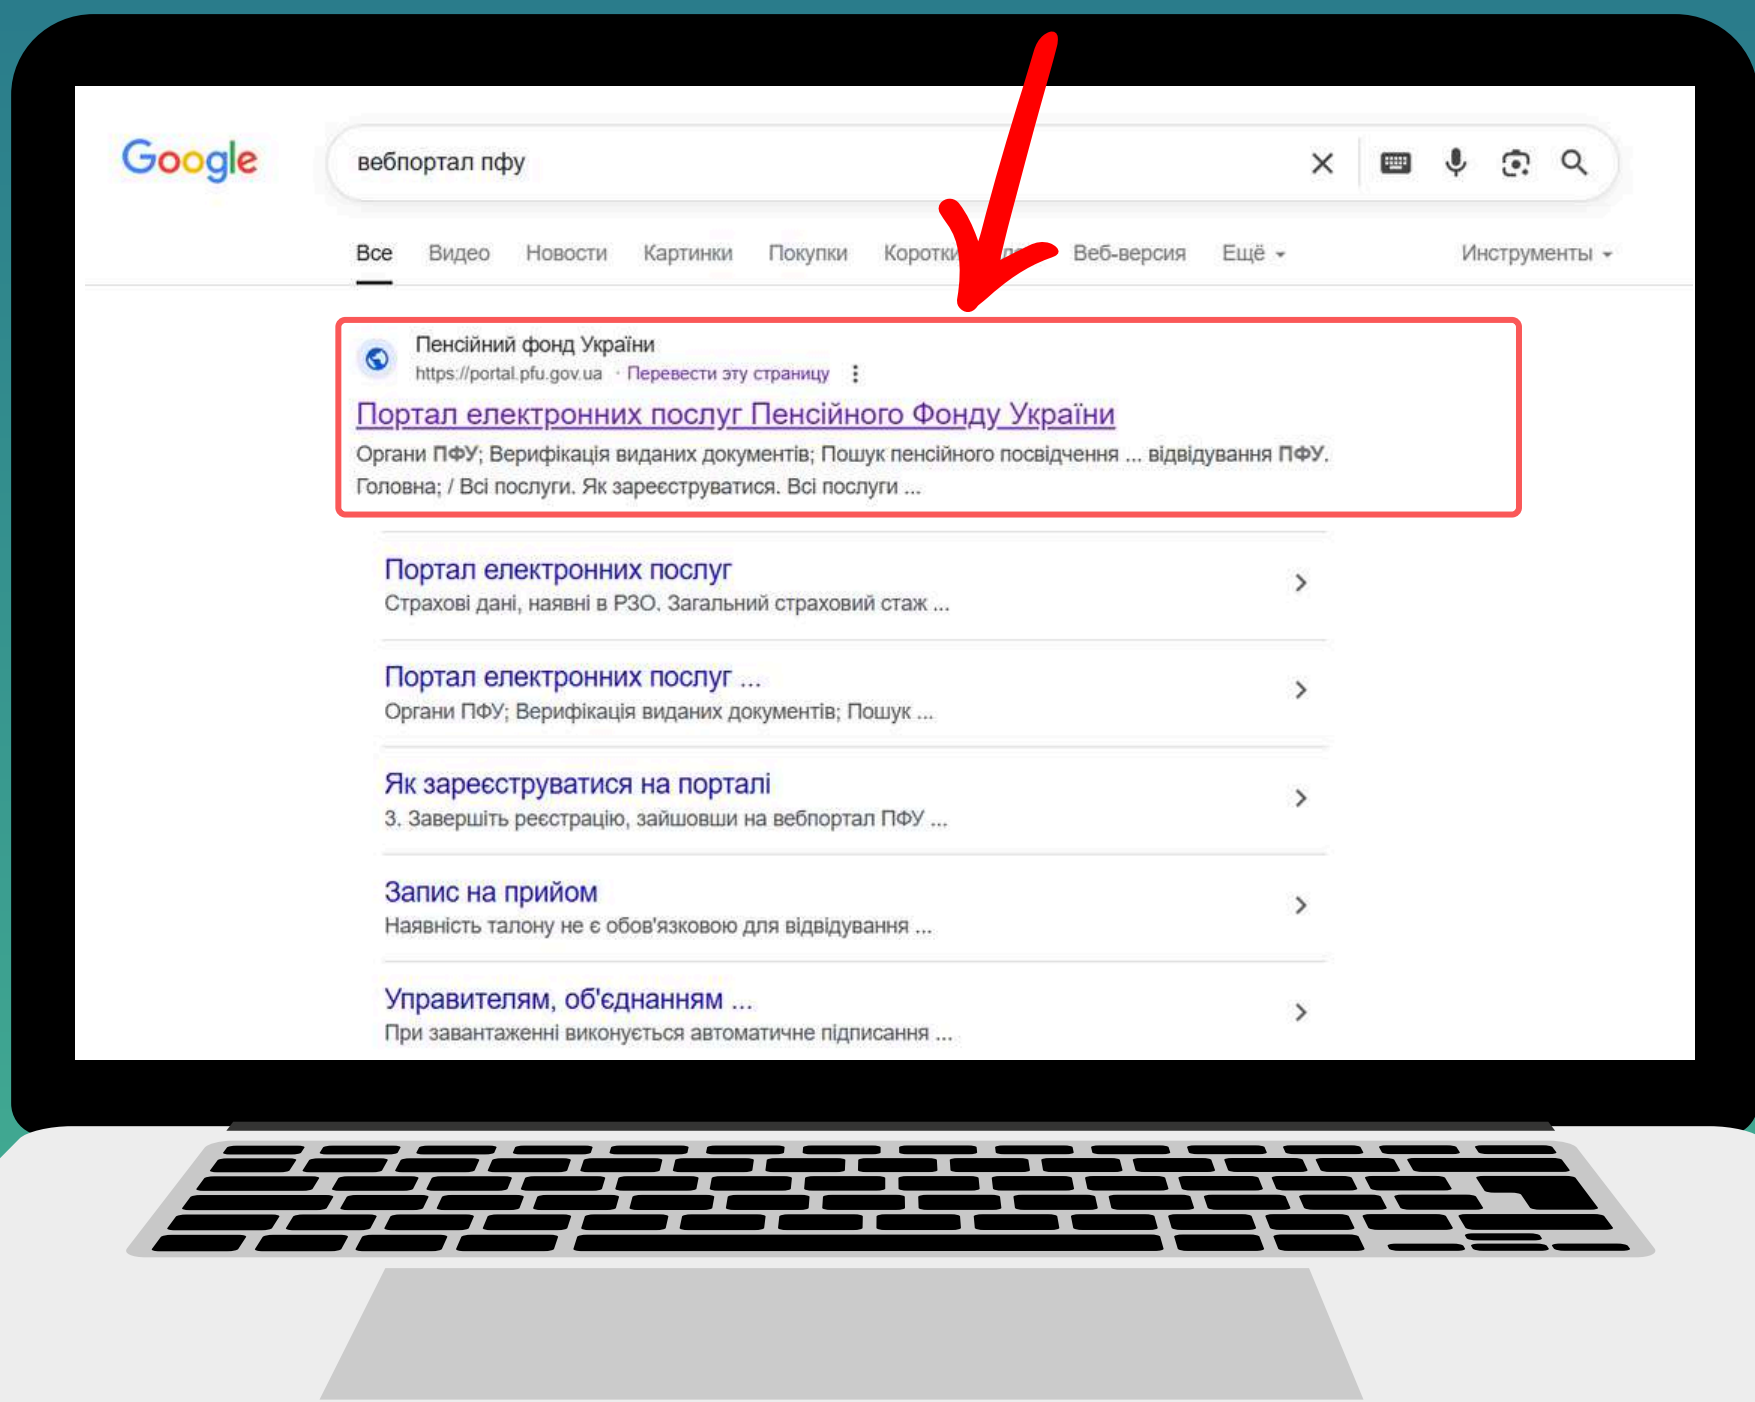 Google
вебпортал пфу
Все Видео Новости Картинки Покупки Коротки Веб-версия Ещё Инструменты
Пенсійний фонд України
https://portal.pfu.gov.ua · Перевести эту страницу
Портал електронних послуг Пенсійного Фонду України
Органи ПФУ; Верифікація виданих документів; Пошук пенсійного посвідчення ... відвідування ПФУ.
Головна; / Всі послуги. Як зареєструватися. Всі послуги ...
Портал електронних послуг
Страхові дані, наявні в РЗО. Загальний страховий стаж ...
Портал електронних послуг ...
Органи ПФУ; Верифікація виданих документів; Пошук ...
Як зареєструватися на порталі
3. Завершіть реєстрацію, зайшовши на вебпортал ПФУ ...
Запис на прийом
Наявність талону не є обов'язковою для відвідування ...
Управителям, об'єднанням ...
При завантаженні виконується автоматичне підписання ...